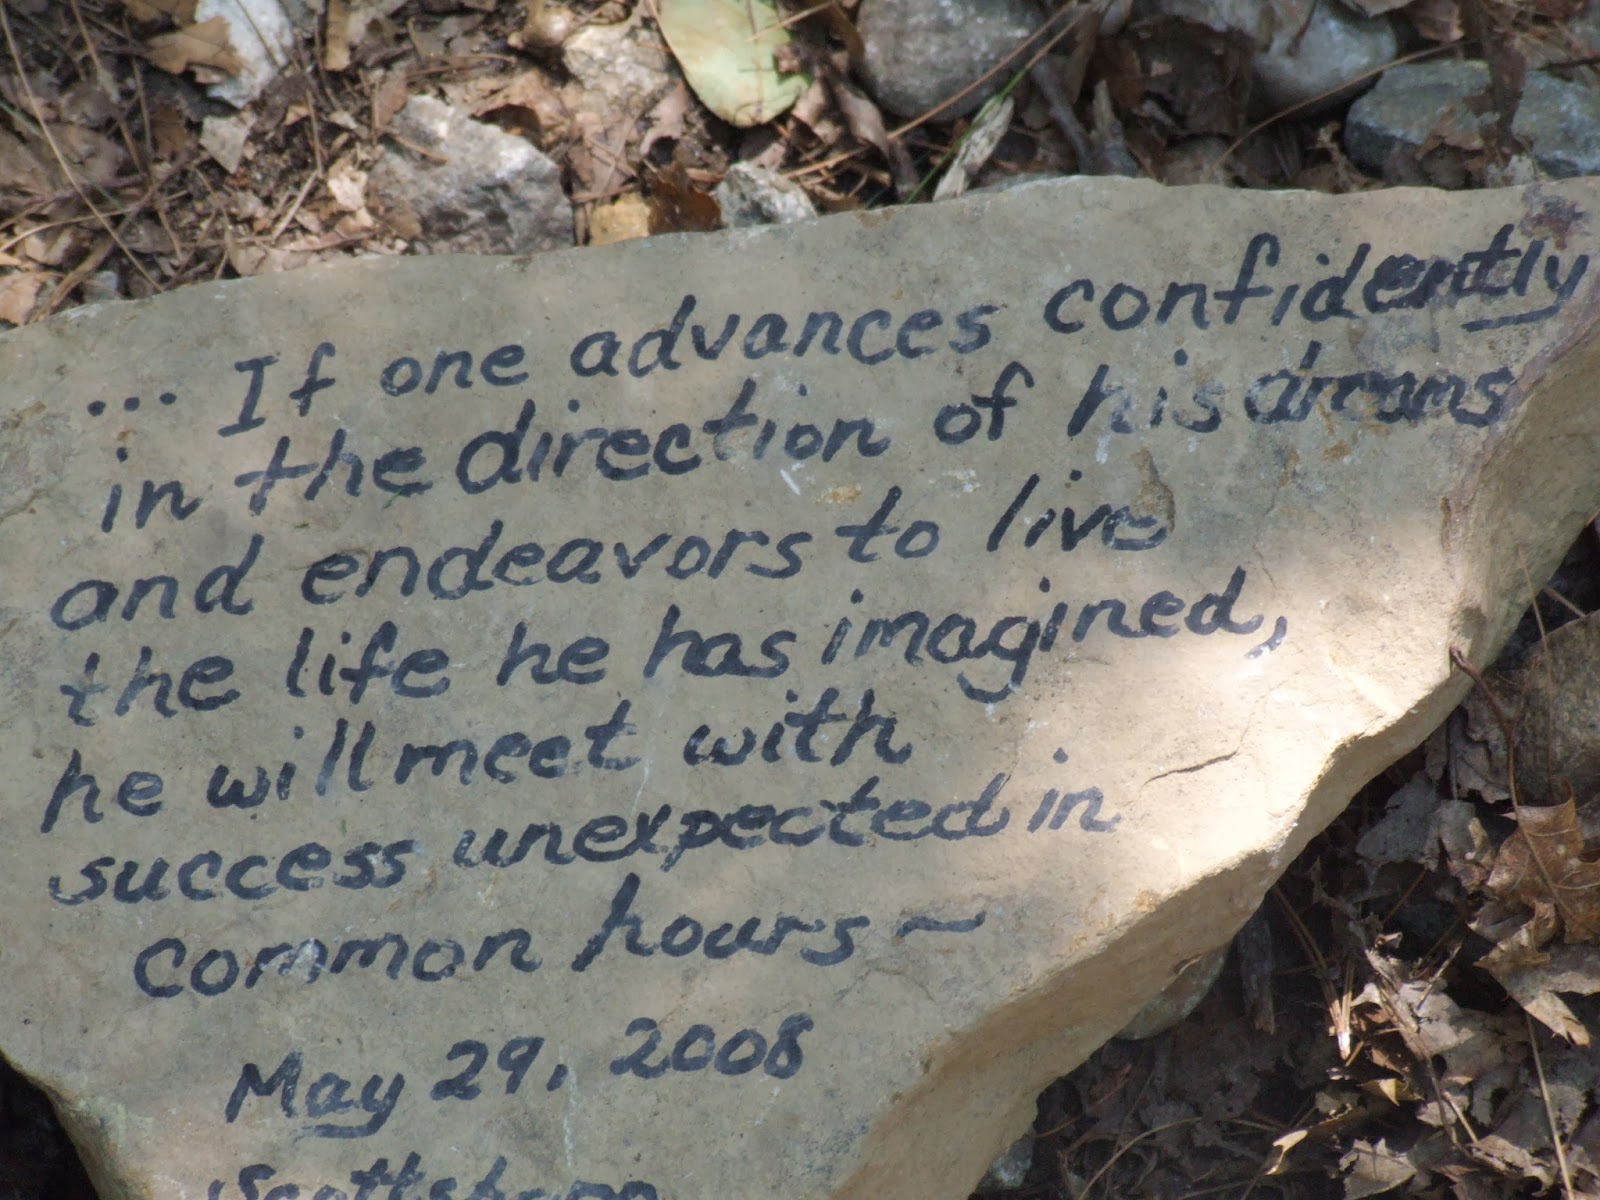 ... If one advances confidently
in the direction of his dreams
and endeavors to live
the life he has imagined,
he will meet with
success unexpected in
common hours ~
May 29, 2008